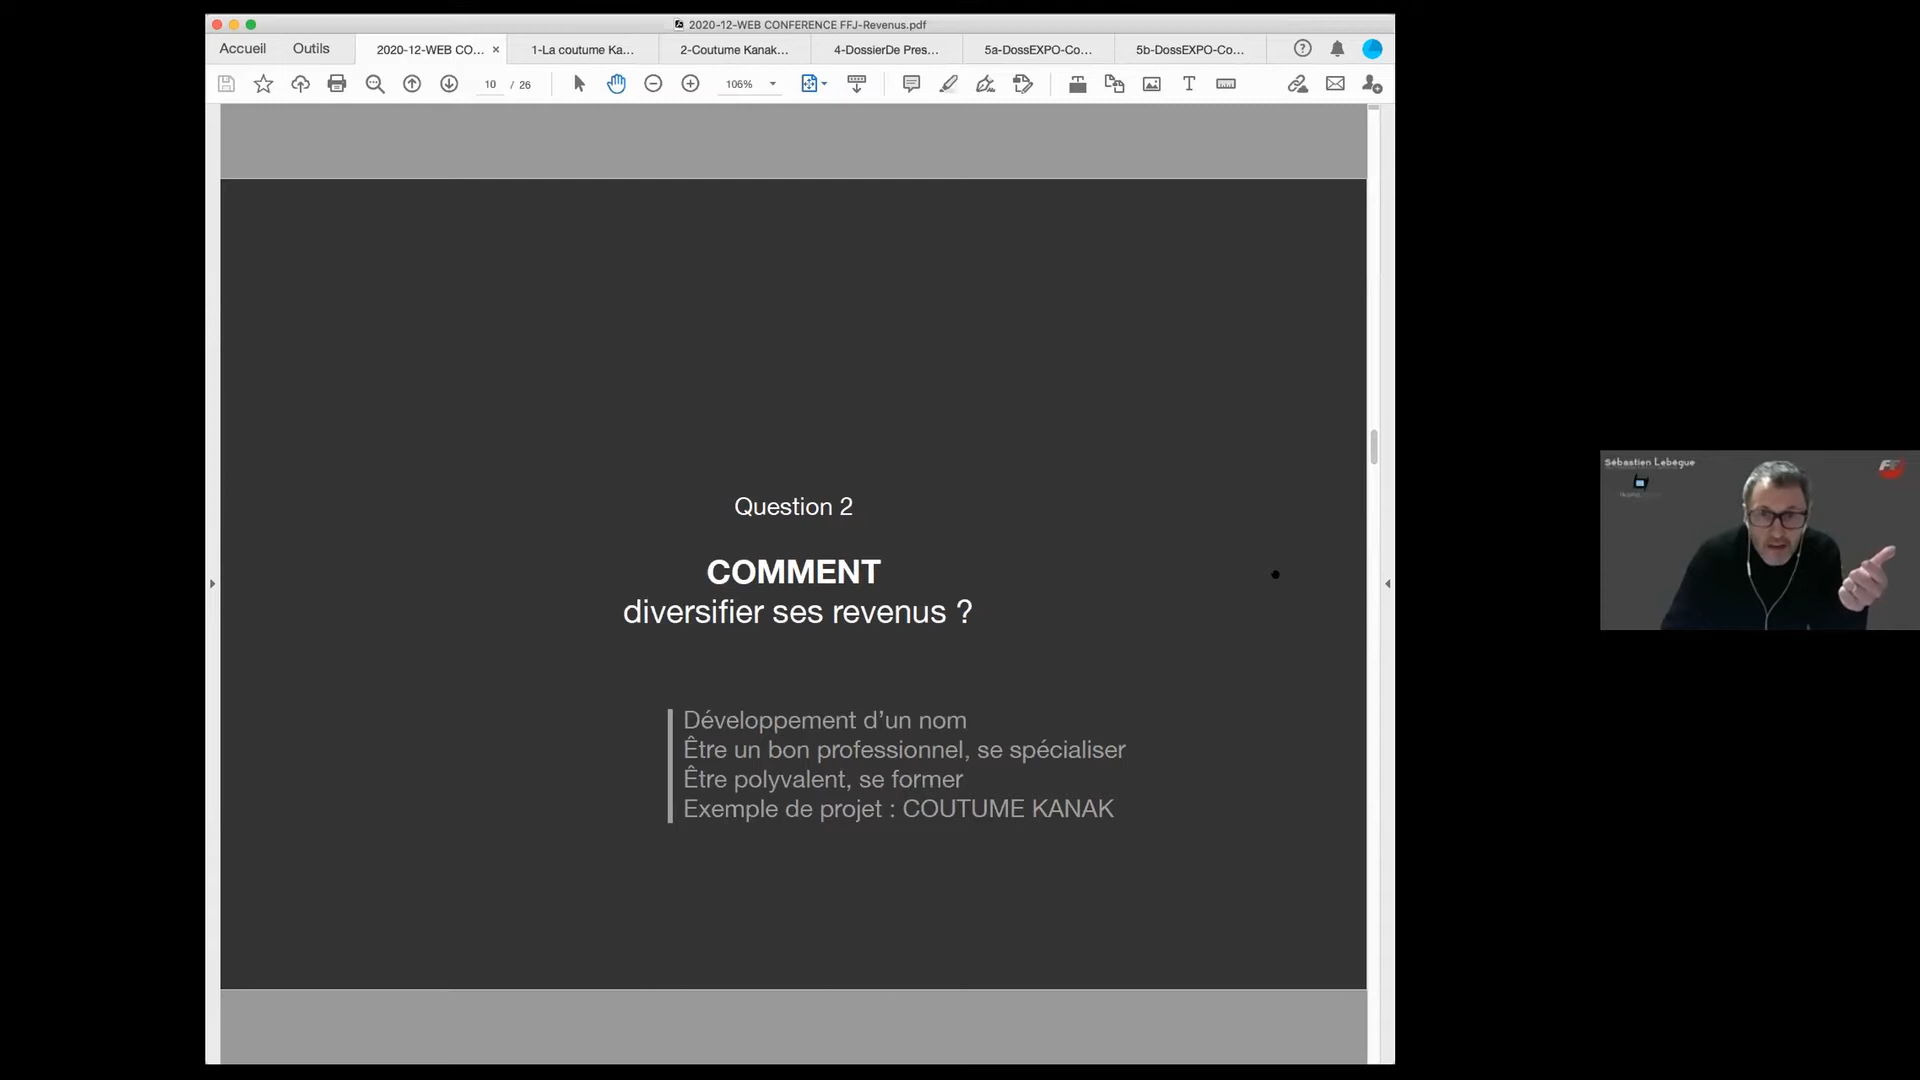 2020-12-WEB CONFERENCE FFJ-Revenus.pdf
Accueil
Outils
2020-12-WEB CO...
1-La coutume Ka...
2-Coutume Kanak...
4-DossierDe Pres...
5a-DossEXPO-Co...
5b-DossEXPO-Co...
10 / 26
106%
Question 2
COMMENT
diversifier ses revenus ?
Développement d’un nom
Être un bon professionnel, se spécialiser
Être polyvalent, se former
Exemple de projet : COUTUME KANAK
Sébastien Lebègue